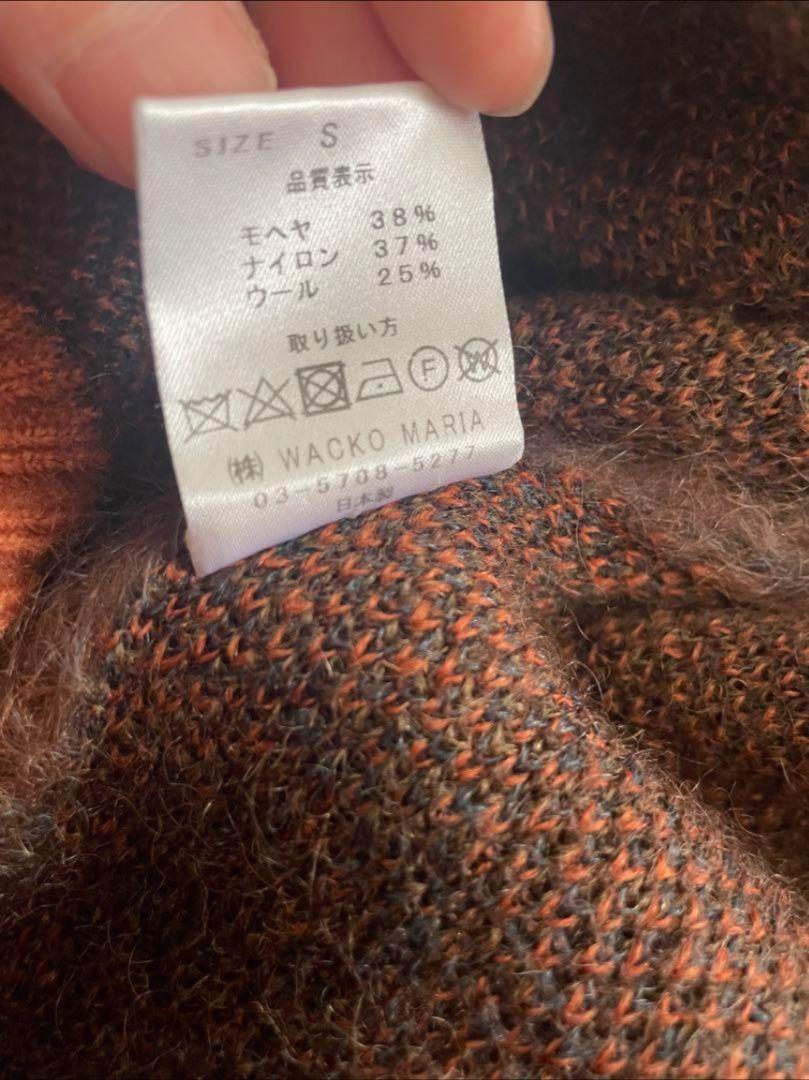 SIZE S
品質表示
モヘヤ 38%
ナイロン 37%
ウール 25%
取り扱い方
F W
(株) WACKO MARIA
03-5708-5277
日本製